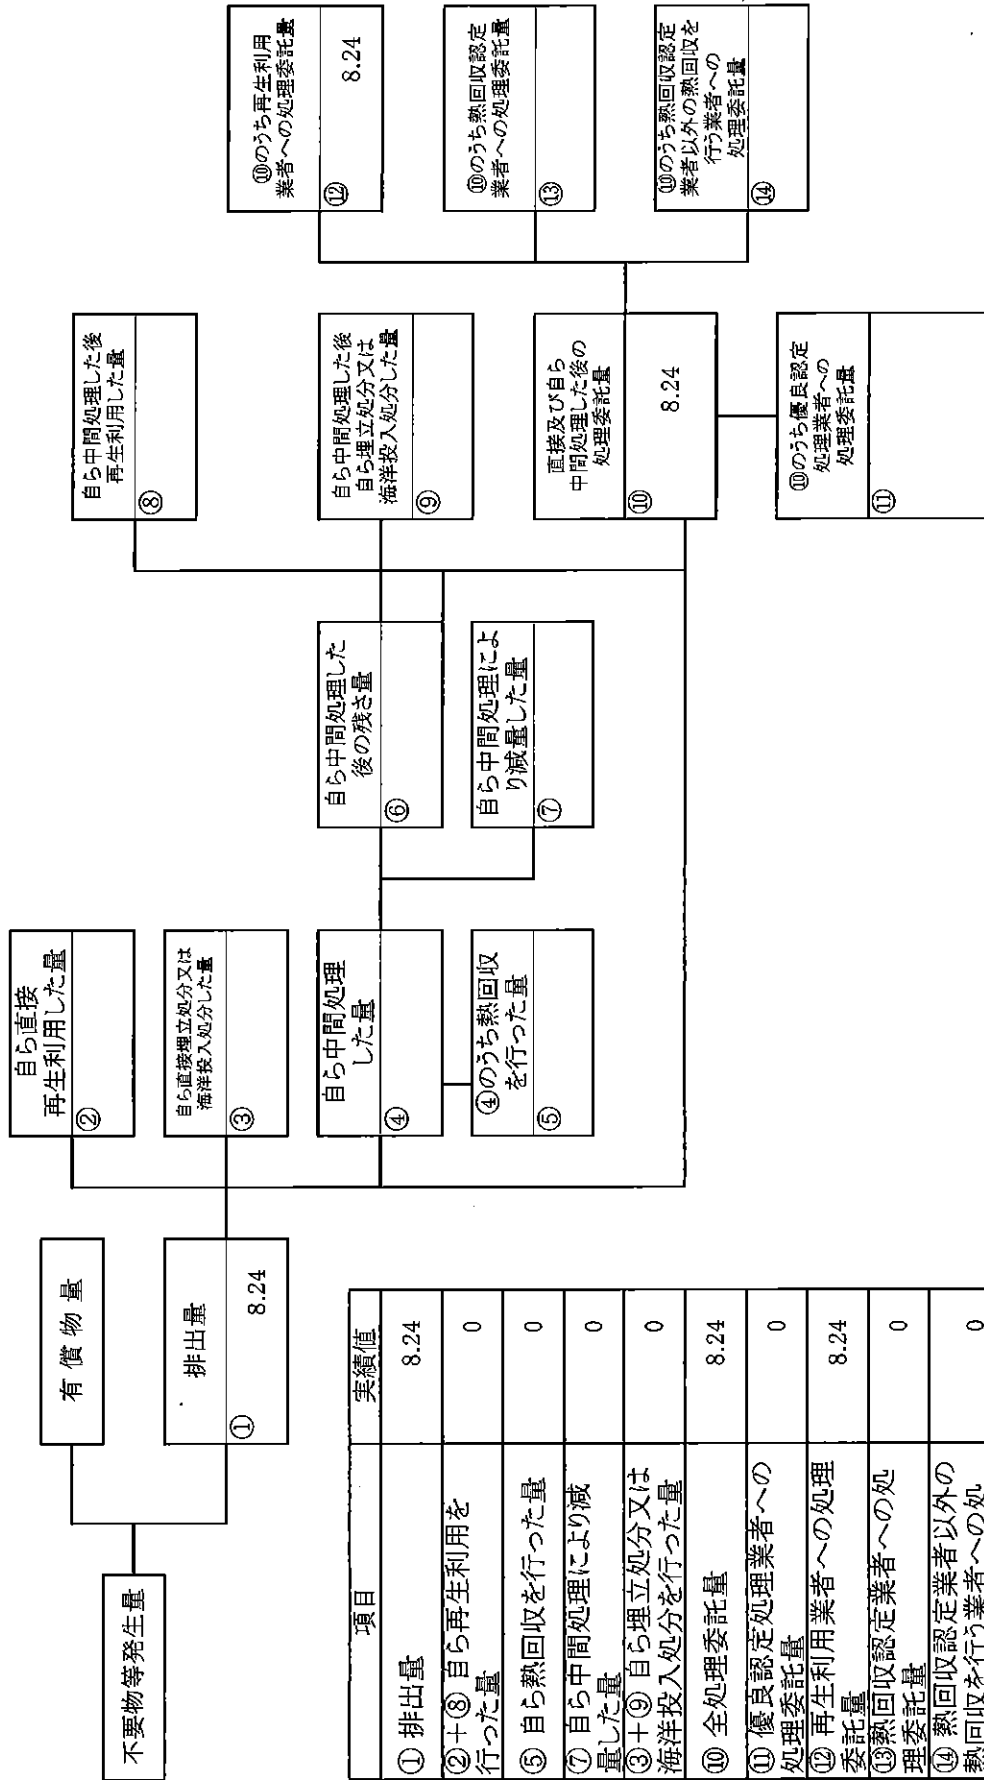 不要物等発生量
有償物量
排出量
①
8.24
自ら直接
再生利用した量
②
自ら直接埋立処分又は
海洋投入処分した量
③
自ら中間処理
した量
④
④のうち熱回収
を行った量
⑤
自ら中間処理した
後の残さ量
⑥
自ら中間処理によ
り減量した量
⑦
自ら中間処理した後
再生利用した量
⑧
自ら中間処理した後
自ら埋立処分又は
海洋投入処分した量
⑨
直接及び自ら
中間処理した後の
処理委託量
⑩
8.24
⑩のうち優良認定
処理業者への
処理委託量
⑪
⑩のうち再生利用
業者への処理委託量
⑫
8.24
⑩のうち熱回収認定
業者への処理委託量
⑬
⑩のうち熱回収認定
業者以外の熱回収を
行う業者への
処理委託量
⑭
項目 実績値
①排出量 8.24
②+⑧ 自ら再生利用を
行った量 0
⑤ 自ら熱回収を行った量 0
⑦ 自ら中間処理により減
量した量 0
③+⑨ 自ら埋立処分又は
海洋投入処分を行った量 0
⑩ 全処理委託量 8.24
⑪ 優良認定処理業者への
処理委託量 0
⑫ 再生利用業者への処理
委託量 8.24
⑬熱回収認定業者への処
理委託量 0
⑭ 熱回収認定業者以外の
熱回収を行う業者への処 0